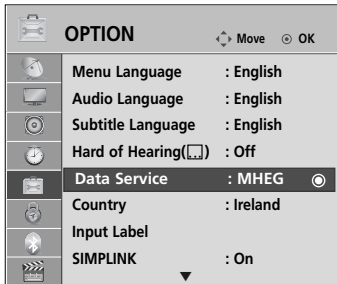 OPTION Move OK
Menu Language : English
Audio Language : English
Subtitle Language : English
Hard of Hearing(...) : Off
Data Service : MHEG
Country : Ireland
Input Label
SIMPLINK : On